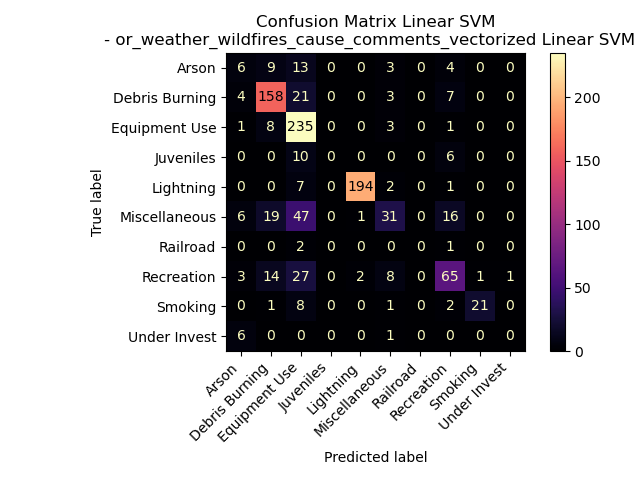 Confusion Matrix Linear SVM
- or_weather_wildfires_cause_comments_vectorized Linear SVM
True label
Arson 6 9 13 0 0 3 0 4 0 0
Debris Burning 4 158 21 0 0 3 0 7 0 0
Equipment Use 1 8 235 0 0 3 0 1 0 0
Juveniles 0 0 10 0 0 0 0 6 0 0
Lightning 0 0 7 0 194 2 0 1 0 0
Miscellaneous 6 19 47 0 1 31 0 16 0 0
Railroad 0 0 2 0 0 0 0 1 0 0
Recreation 3 14 27 0 2 8 0 65 1 1
Smoking 0 1 8 0 0 1 0 2 21 0
Under Invest 6 0 0 0 0 1 0 0 0 0
Arson
Debris Burning
Equipment Use
Juveniles
Lightning
Miscellaneous
Railroad
Recreation
Smoking
Under Invest
Predicted label
200
150
100
50
0